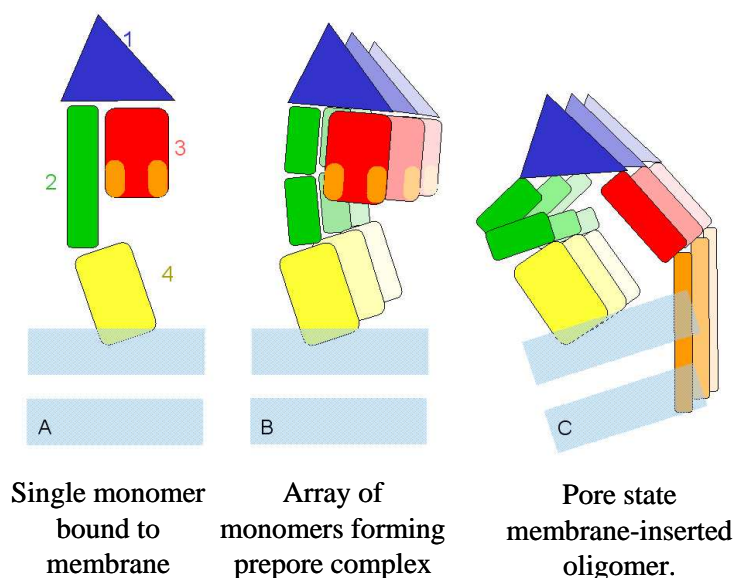 1
2
3
4
A
B
C
Single monomer
bound to
membrane
Array of
monomers forming
prepore complex
Pore state
membrane-inserted
oligomer.